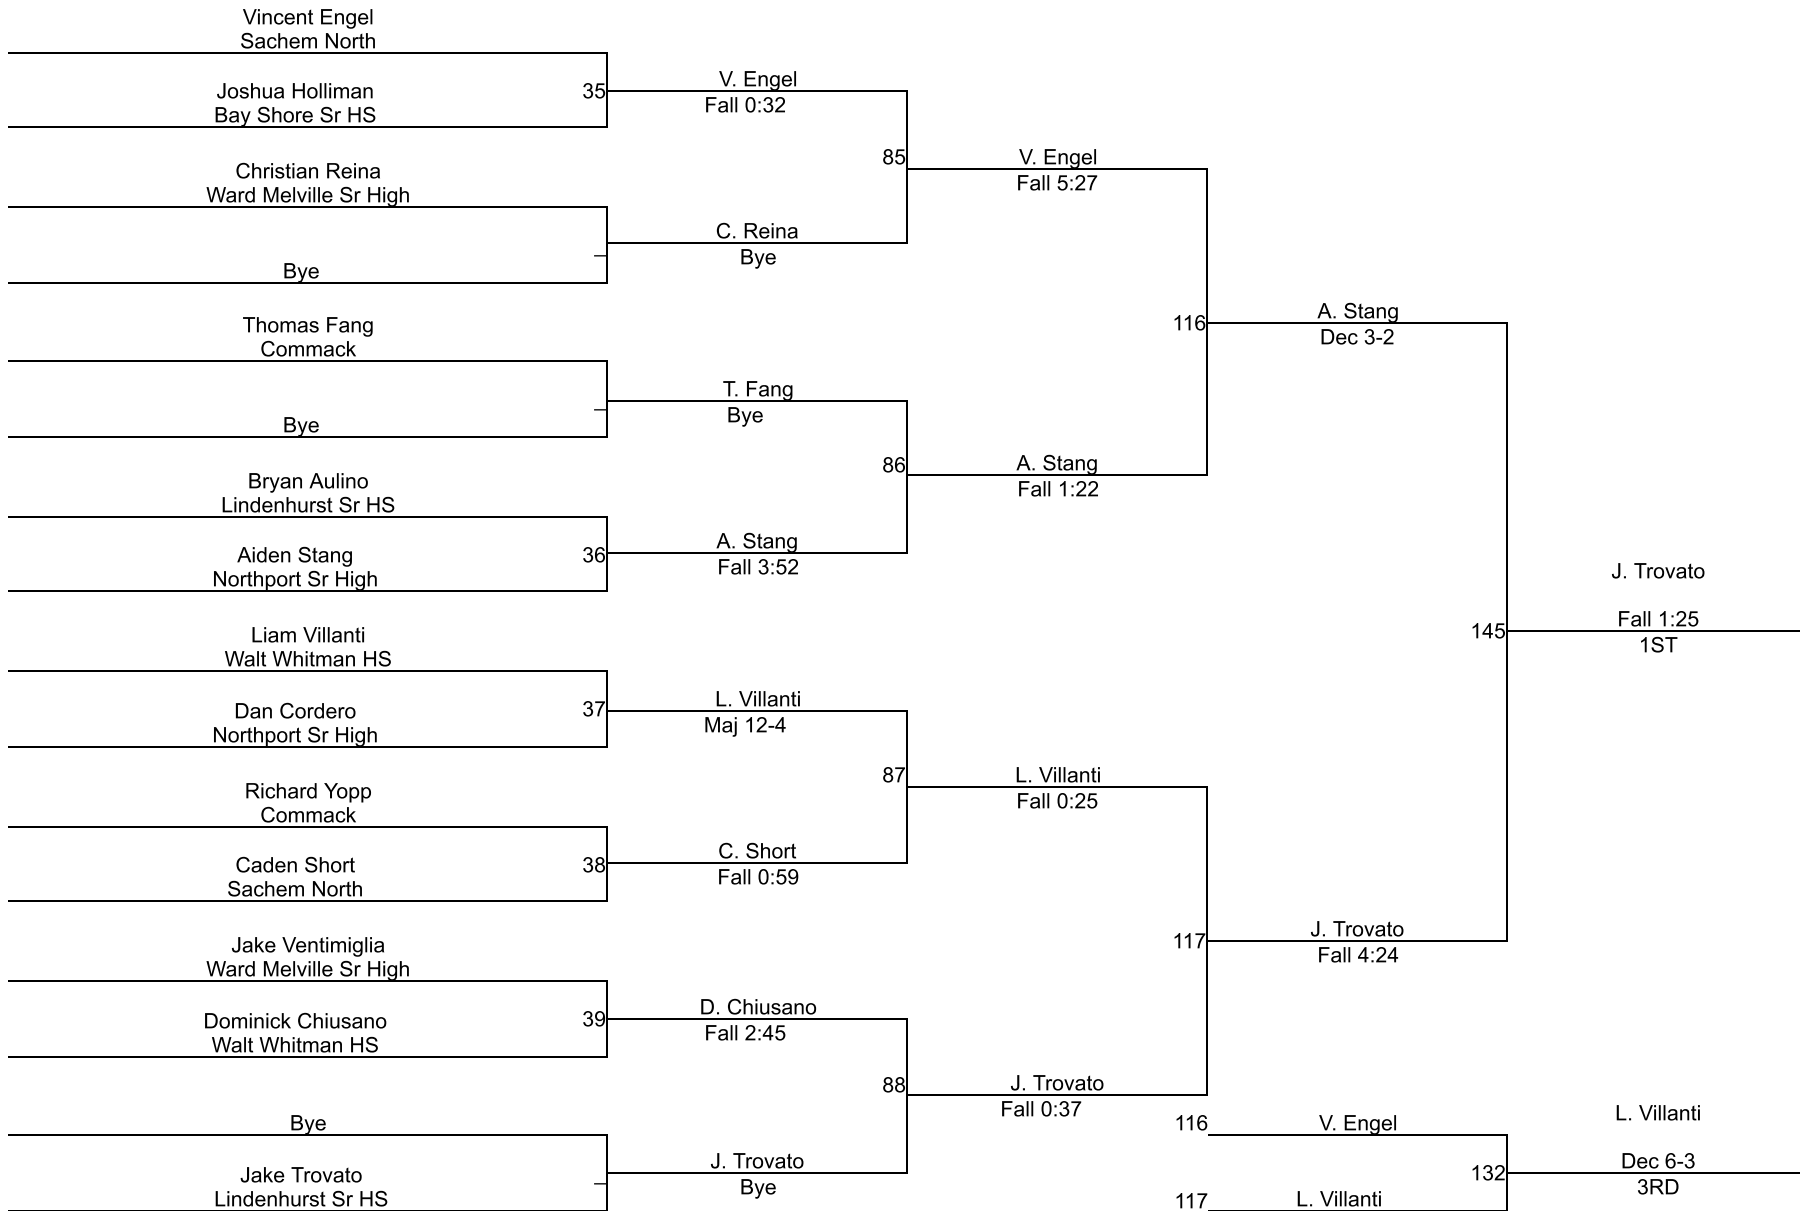 Vincent Engel
Sachem North
Joshua Holliman
Bay Shore Sr HS
35
Christian Reina
Ward Melville Sr High
Bye
Thomas Fang
Commack
Bye
Bryan Aulino
Lindenhurst Sr HS
Aiden Stang
Northport Sr High
36
Liam Villanti
Walt Whitman HS
Dan Cordero
Northport Sr High
37
Richard Yopp
Commack
Caden Short
Sachem North
38
Jake Ventimiglia
Ward Melville Sr High
Dominick Chiusano
Walt Whitman HS
39
Bye
Jake Trovato
Lindenhurst Sr HS
V. Engel
Fall 0:32
85
C. Reina
Bye
T. Fang
Bye
86
A. Stang
Fall 3:52
L. Villanti
Maj 12-4
87
C. Short
Fall 0:59
D. Chiusano
Fall 2:45
88
J. Trovato
Bye
V. Engel
Fall 5:27
116
A. Stang
Fall 1:22
L. Villanti
Fall 0:25
117
J. Trovato
Fall 0:37
A. Stang
Dec 3-2
145
J. Trovato
Fall 4:24
J. Trovato
Fall 1:25
1ST
116
V. Engel
132
117
L. Villanti
L. Villanti
Dec 6-3
3RD